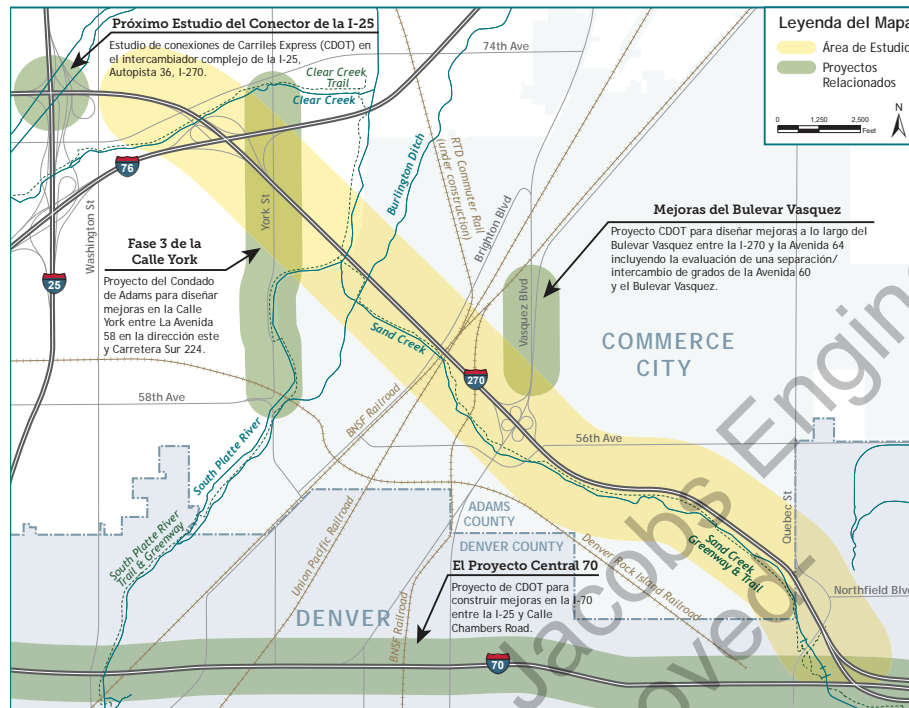 Próximo Estudio del Conector de la I-25
Estudio de conexiones de Carriles Express (CDOT) en
el intercambiador complejo de la I-25,
Autopista 36, I-270.
74th Ave
Leyenda del Mapa
Área de Estudio
Proyectos
Relacionados
0 1,250 2,500
Feet
N
Clear Creek
Trail
Clear Creek
76
Burlington Ditch
RTD Commuter Rail
(under construction)
Brighton Blvd
Washington St
York St
25
Fase 3 de la
Calle York
Proyecto del Condado
de Adams para diseñar
mejoras en la Calle
York entre La Avenida
58 en la dirección este
y Carretera Sur 224.
Mejoras del Bulevar Vasquez
Proyecto CDOT para diseñar mejoras a lo largo del
Bulevar Vasquez entre la I-270 y la Avenida 64
incluyendo la evaluación de una separación/
intercambio de grados de la Avenida 60
y el Bulevar Vasquez.
Vasquez Blvd
Sand Creek
COMMERCE
CITY
270
58th Ave
BNSF Railroad
56th Ave
South Platte River
South Platte River
Trail & Greenway
Union Pacific Railroad
ADAMS
COUNTY
DENVER COUNTY
Quebec St
Sand Creek
Greenway & Trail
Denver Rock Island Railroad
Northfield Blvd
El Proyecto Central 70
Proyecto de CDOT para
construir mejoras en la I-70
entre la I-25 y Calle
Chambers Road.
DENVER
BNSF Railroad
70
Jacobs Engin
oved-